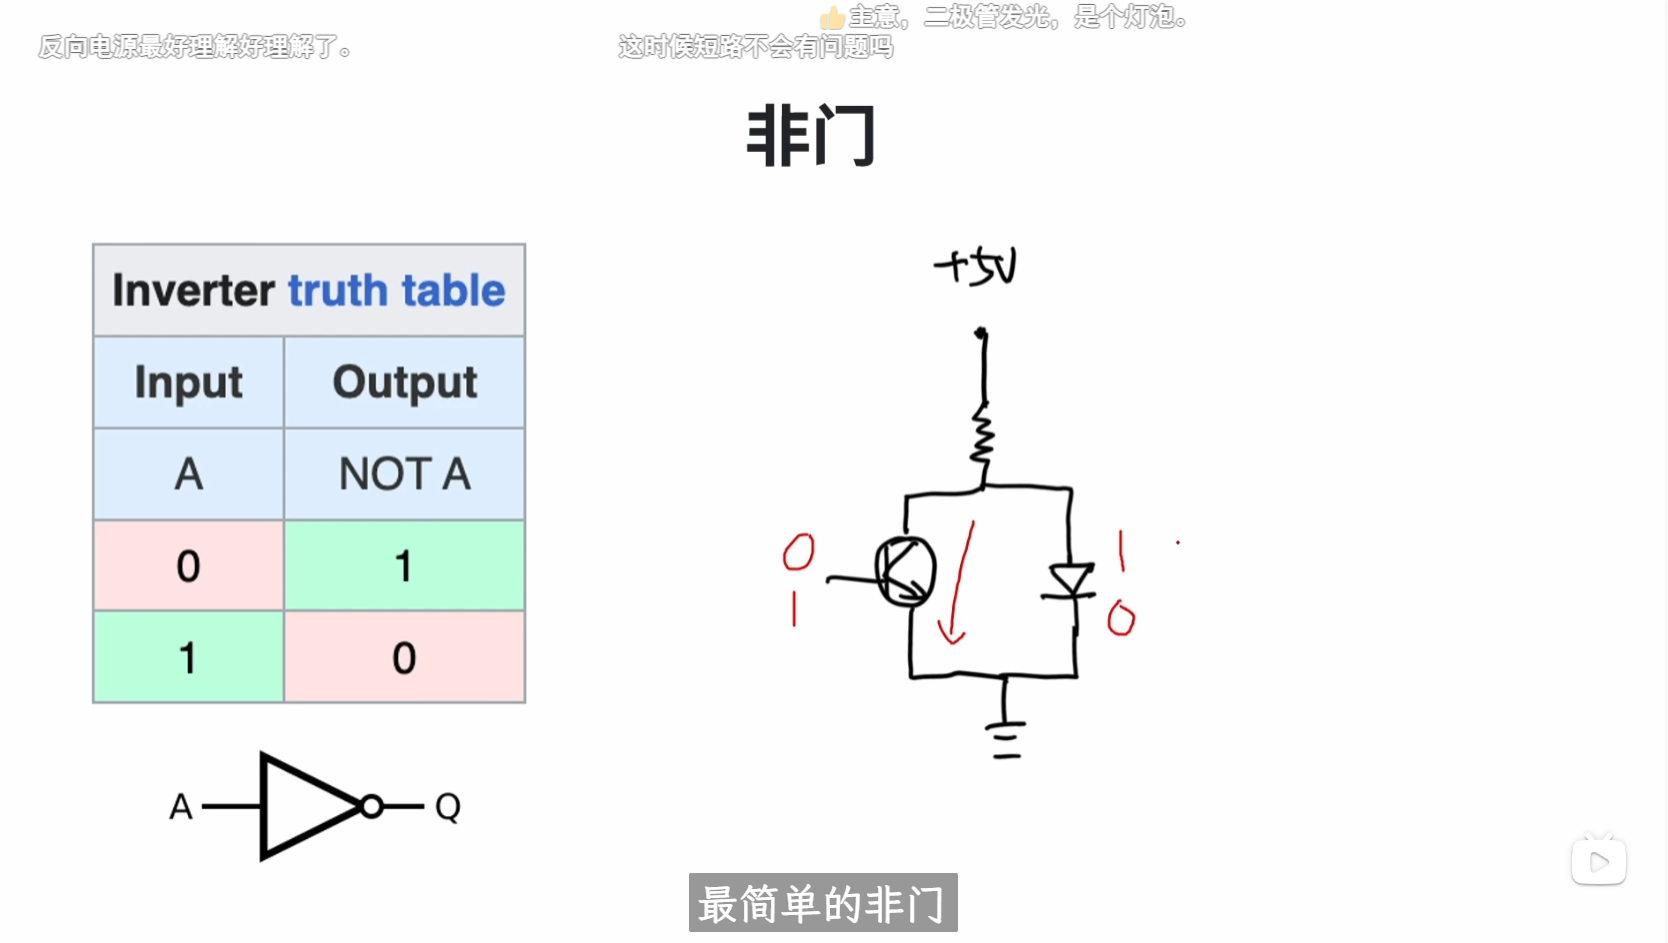 👍主意，二极管发光，是个灯泡。
反向电源最好理解好理解了。
这时候短路不会有问题吗
非门
Inverter truth table
Input Output
A NOT A
0 1
1 0
+5V
0 1
1 0
A Q
最简单的非门